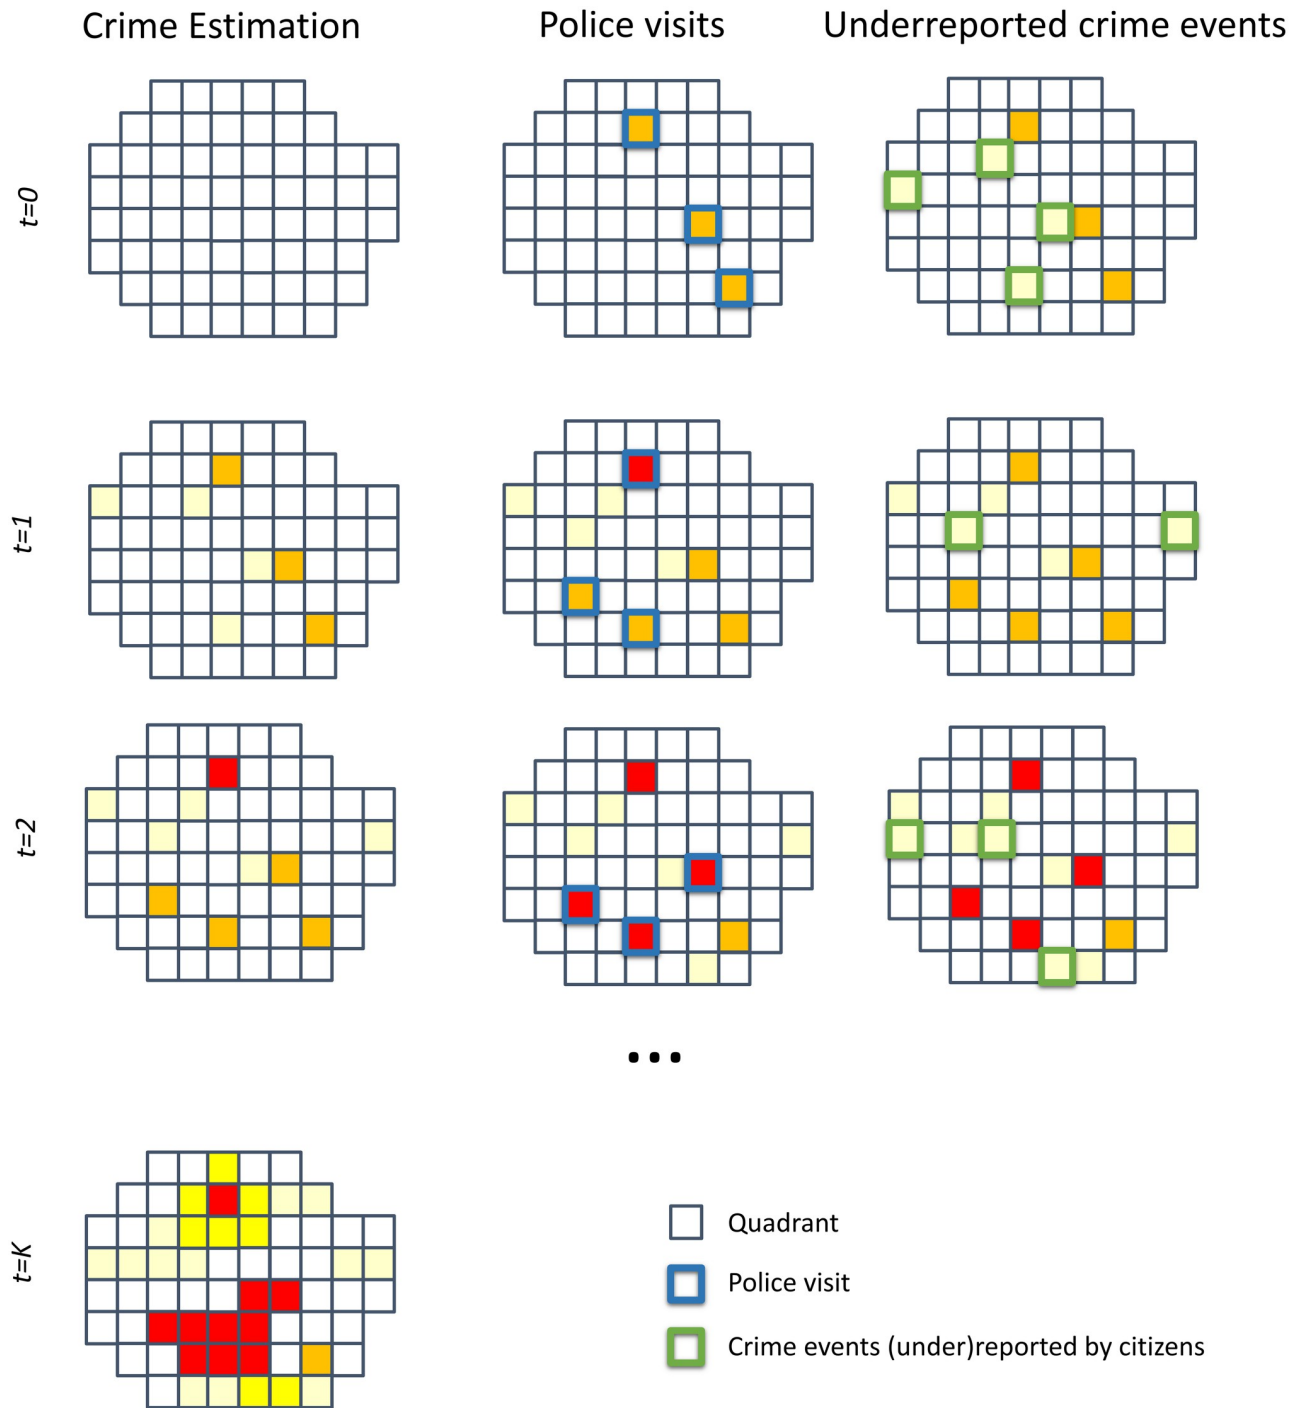 Crime Estimation
Police visits
Underreported crime events
t=0
t=1
t=2
...
t=K
Quadrant
Police visit
Crime events (under)reported by citizens